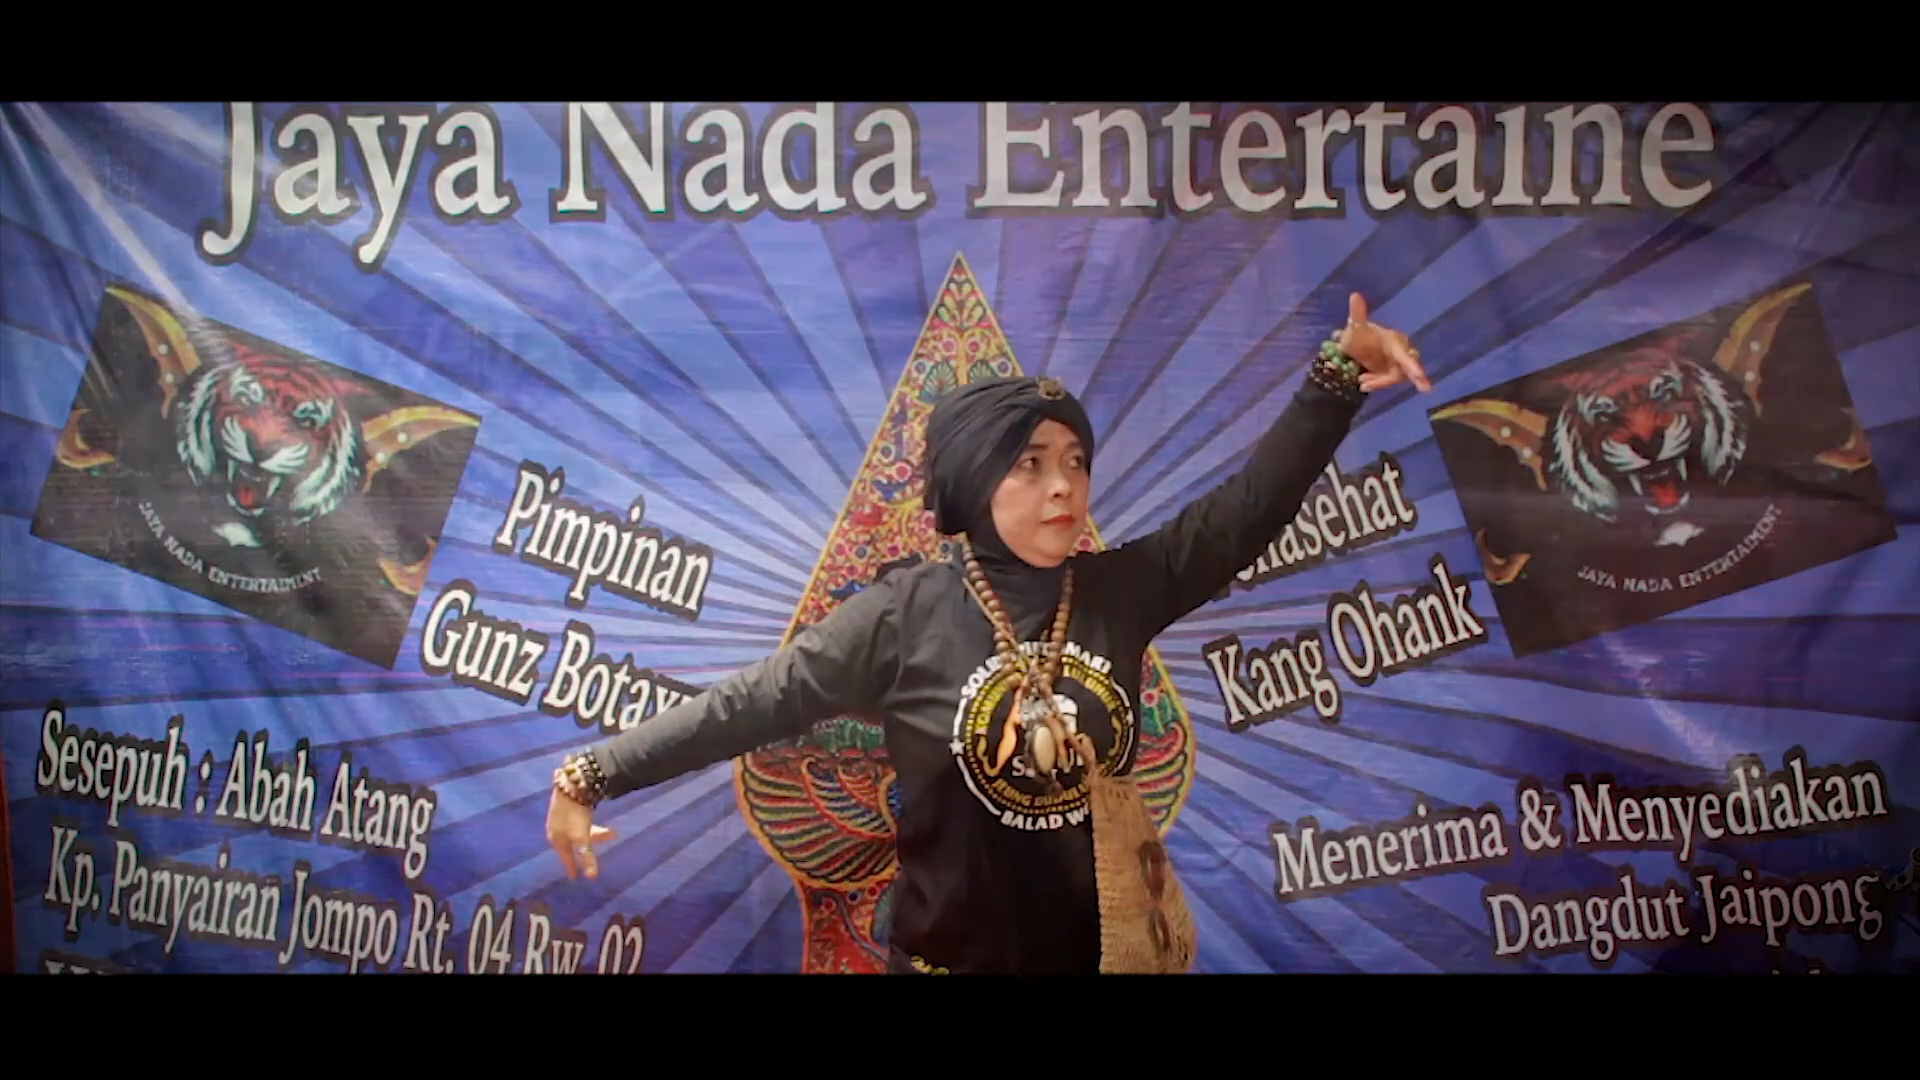 Jaya Nada Entertaine
JAYA NADA ENTERTAIMENT
Pimpinan
Gunz
Sesepuh : Abah Atang
Kp. Panyairan Jompo Rt. 04 Rw. 02
Kang Ohank
JAYA NADA ENTERTAIMENT
Menerima & Menyediakan
Dangdut Jaipong
BALAD